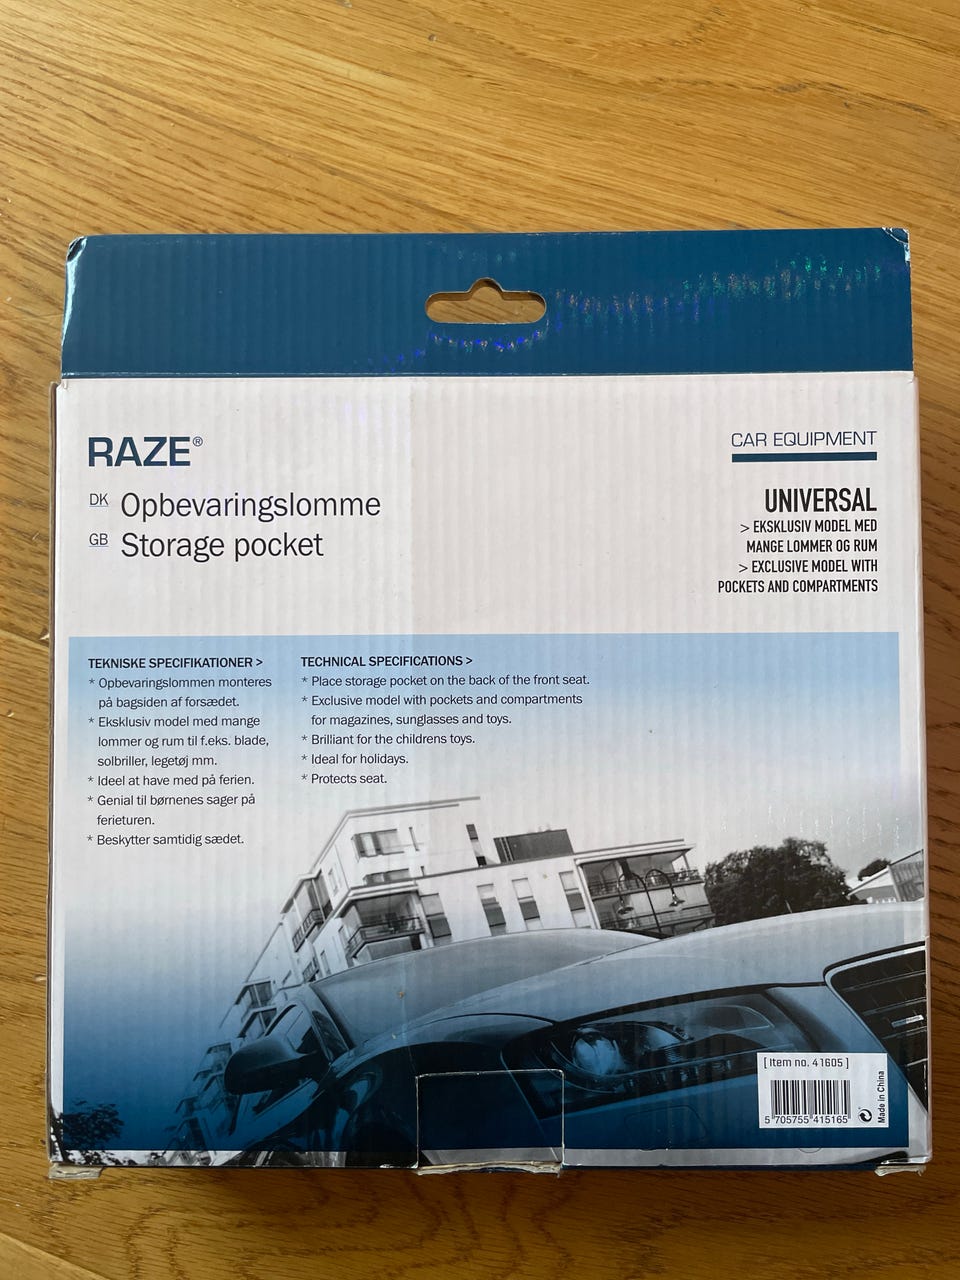 RAZE®
DK Opbevaringslomme
GB Storage pocket
CAR EQUIPMENT
UNIVERSAL
> EKSKLUSIV MODEL MED
MANGE LOMMER OG RUM
> EXCLUSIVE MODEL WITH
POCKETS AND COMPARTMENTS
TEKNISKE SPECIFIKATIONER >
* Opbevaringslommen monteres
på bagsiden af forsædet.
* Eksklusiv model med mange
lommer og rum til f.eks. blade,
solbriller, legetøj mm.
* Ideel at have med på ferien.
* Genial til børnenes sager på
ferieturen.
* Beskytter samtidig sædet.
TECHNICAL SPECIFICATIONS >
* Place storage pocket on the back of the front seat.
* Exclusive model with pockets and compartments
for magazines, sunglasses and toys.
* Brilliant for the childrens toys.
* Ideal for holidays.
* Protects seat.
[ Item no. 41605 ]
5 705755 415165
Made in China